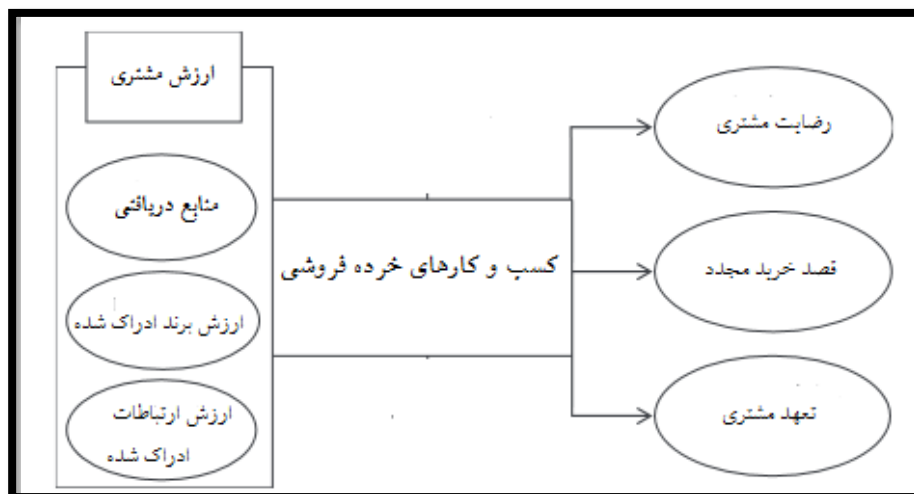 ارزش مشتری
منابع دریافتی
ارزش برند ادراک شده
ارزش ارتباطات
ادراک شده
کسب و کارهای خرده فروشی
رضایت مشتری
قصد خرید مجدد
تعهد مشتری